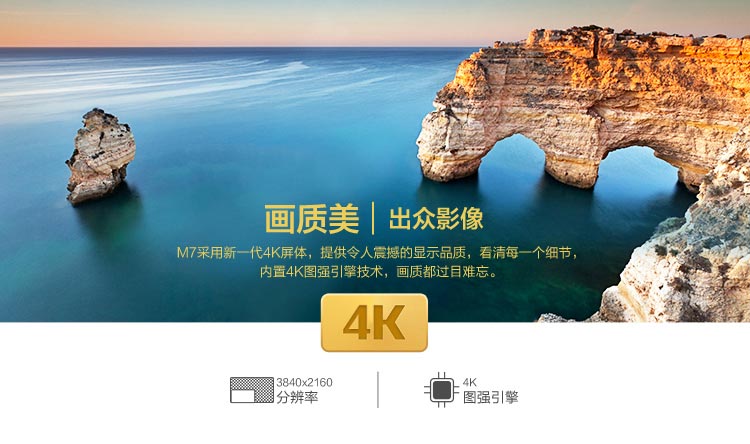 画质美 | 出众影像
M7采用新一代4K屏体，提供令人震撼的显示品质，看清每一个细节，
内置4K图强引擎技术，画质都过目难忘。
4K
3840x2160
分辨率
4K
图强引擎